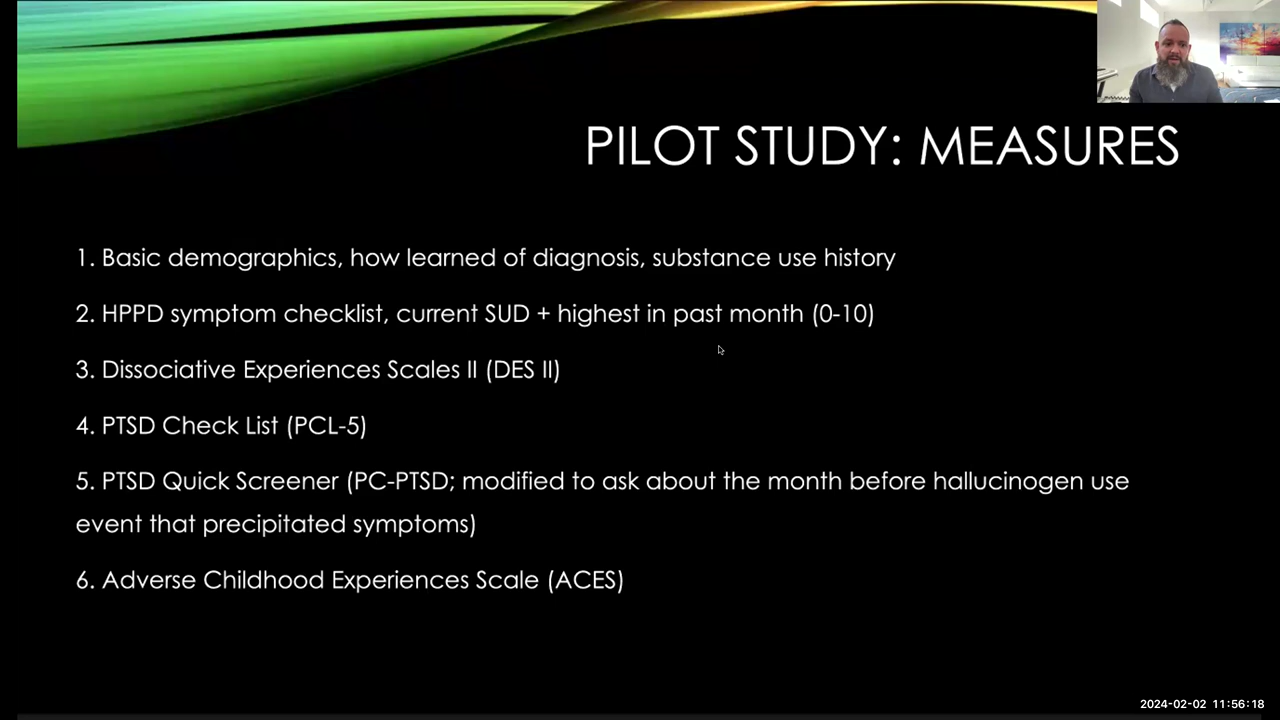 PILOT STUDY: MEASURES
1. Basic demographics, how learned of diagnosis, substance use history
2. HPPD symptom checklist, current SUD + highest in past month (0-10)
3. Dissociative Experiences Scales II (DES II)
4. PTSD Check List (PCL-5)
5. PTSD Quick Screener (PC-PTSD; modified to ask about the month before hallucinogen use
event that precipitated symptoms)
6. Adverse Childhood Experiences Scale (ACES)
2024-02-02 11:56:18